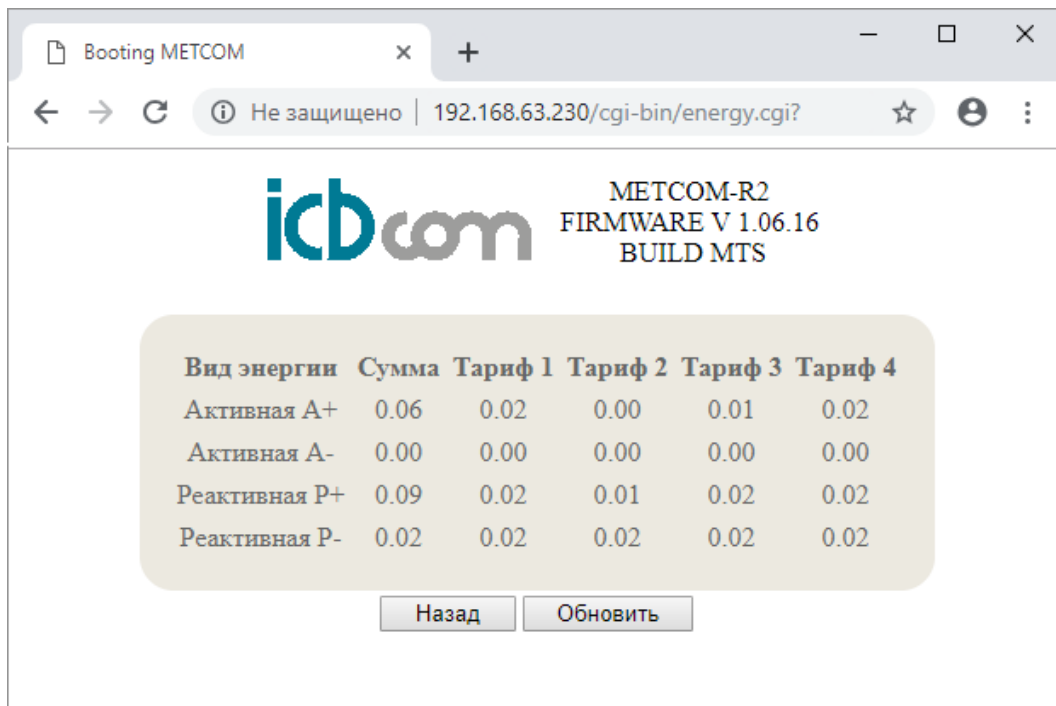 Booting METCOM
Не защищено | 192.168.63.230/cgi-bin/energy.cgi?
icbcom
METCOM-R2
FIRMWARE V 1.06.16
BUILD MTS
Вид энергии Сумма Тариф 1 Тариф 2 Тариф 3 Тариф 4
Активная А+ 0.06 0.02 0.00 0.01 0.02
Активная А- 0.00 0.00 0.00 0.00 0.00
Реактивная Р+ 0.09 0.02 0.01 0.02 0.02
Реактивная Р- 0.02 0.02 0.02 0.02 0.02
Назад Обновить